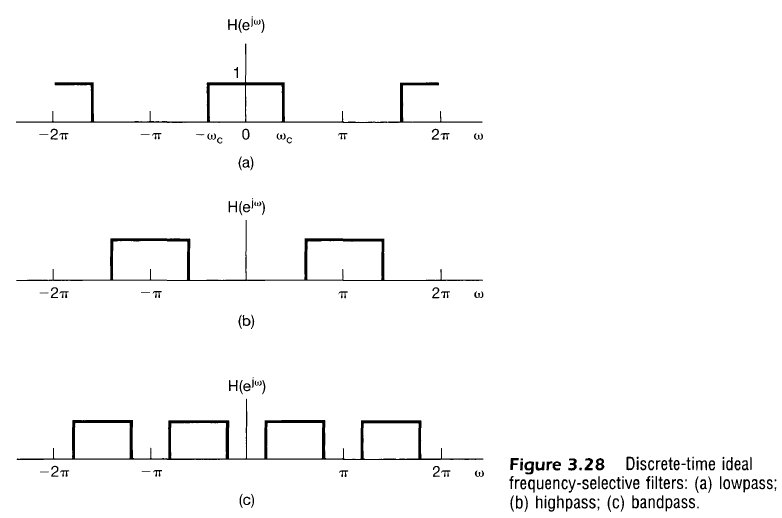 H(e^{jω})
1
−2π −π −ω_c 0 ω_c π 2π ω
(a)
H(e^{jω})
−2π −π π 2π ω
(b)
H(e^{jω})
−2π −π π 2π ω
(c)
Figure 3.28 Discrete-time ideal
frequency-selective filters: (a) lowpass;
(b) highpass; (c) bandpass.